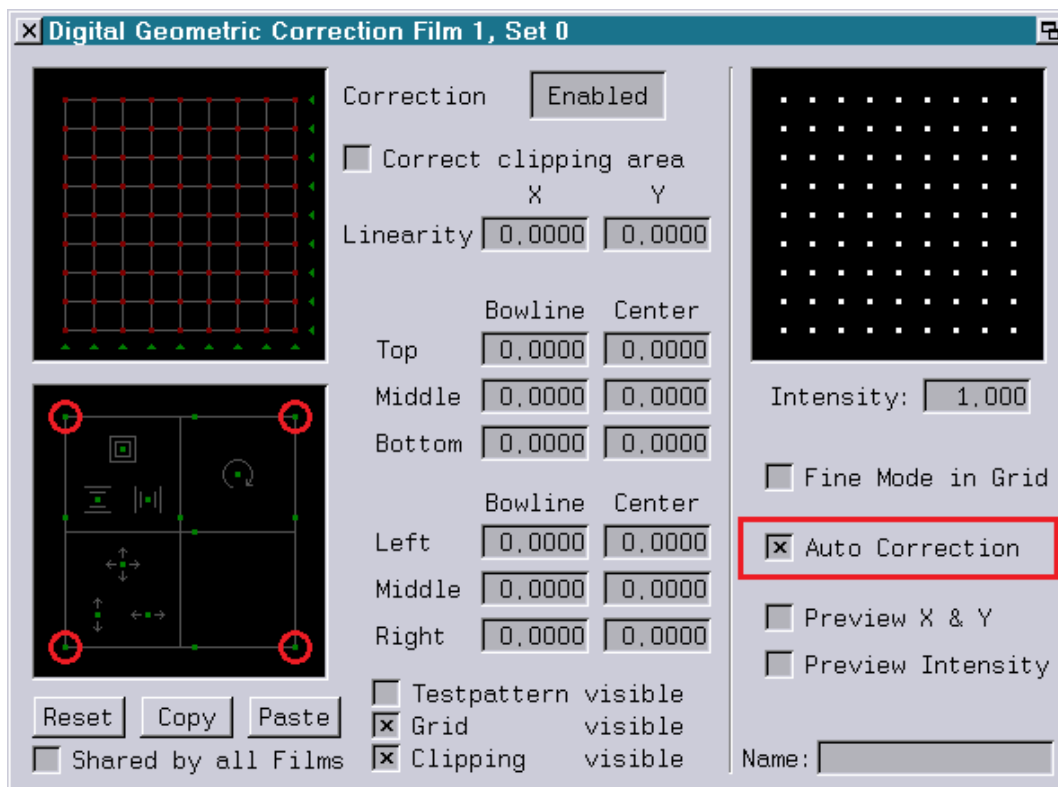 Digital Geometric Correction Film 1, Set 0
Correction Enabled
Correct clipping area
X Y
Linearity 0.0000 0.0000
Bowline Center
Top 0.0000 0.0000
Middle 0.0000 0.0000
Bottom 0.0000 0.0000
Bowline Center
Left 0.0000 0.0000
Middle 0.0000 0.0000
Right 0.0000 0.0000
Testpattern visible
Grid visible
Clipping visible
Reset Copy Paste
Shared by all Films
Intensity: 1.000
Fine Mode in Grid
Auto Correction
Preview X & Y
Preview Intensity
Name: